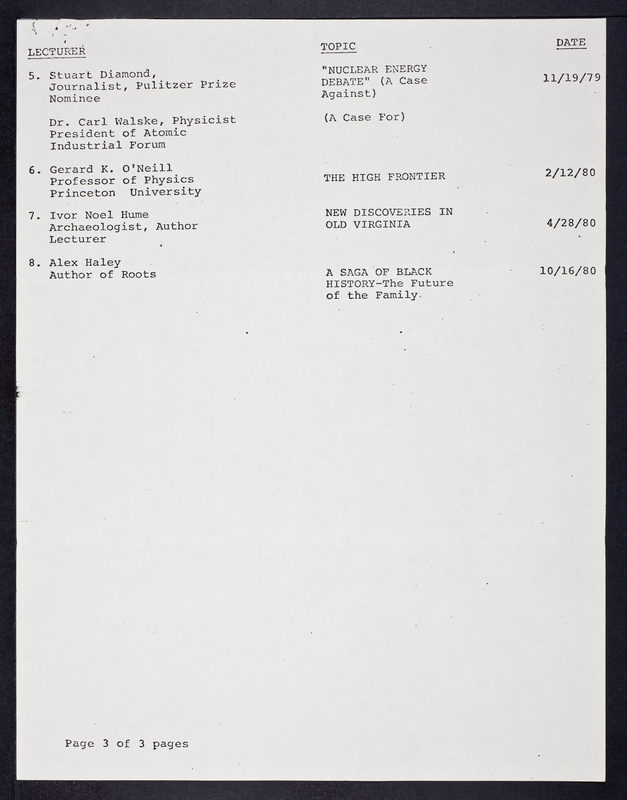 LECTURER TOPIC DATE
5. Stuart Diamond, "NUCLEAR ENERGY 11/19/79
Journalist, Pulitzer Prize DEBATE" (A Case
Nominee Against)
Dr. Carl Walske, Physicist (A Case For)
President of Atomic
Industrial Forum
6. Gerard K. O'Neill THE HIGH FRONTIER 2/12/80
Professor of Physics
Princeton University
7. Ivor Noel Hume NEW DISCOVERIES IN
Archaeologist, Author OLD VIRGINIA 4/28/80
Lecturer
8. Alex Haley A SAGA OF BLACK 10/16/80
Author of Roots HISTORY-The Future
of the Family.
Page 3 of 3 pages